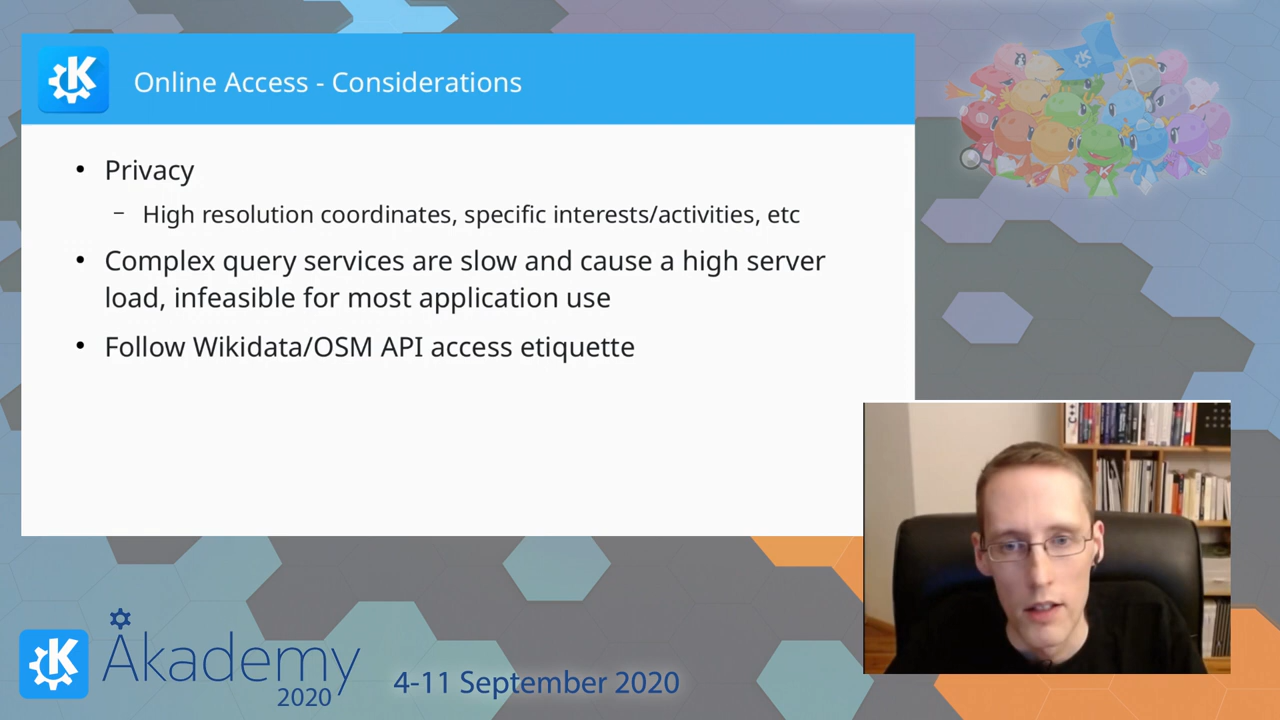 Online Access - Considerations
• Privacy
– High resolution coordinates, specific interests/activities, etc
• Complex query services are slow and cause a high server
load, infeasible for most application use
• Follow Wikidata/OSM API access etiquette
Akademy
2020
4-11 September 2020